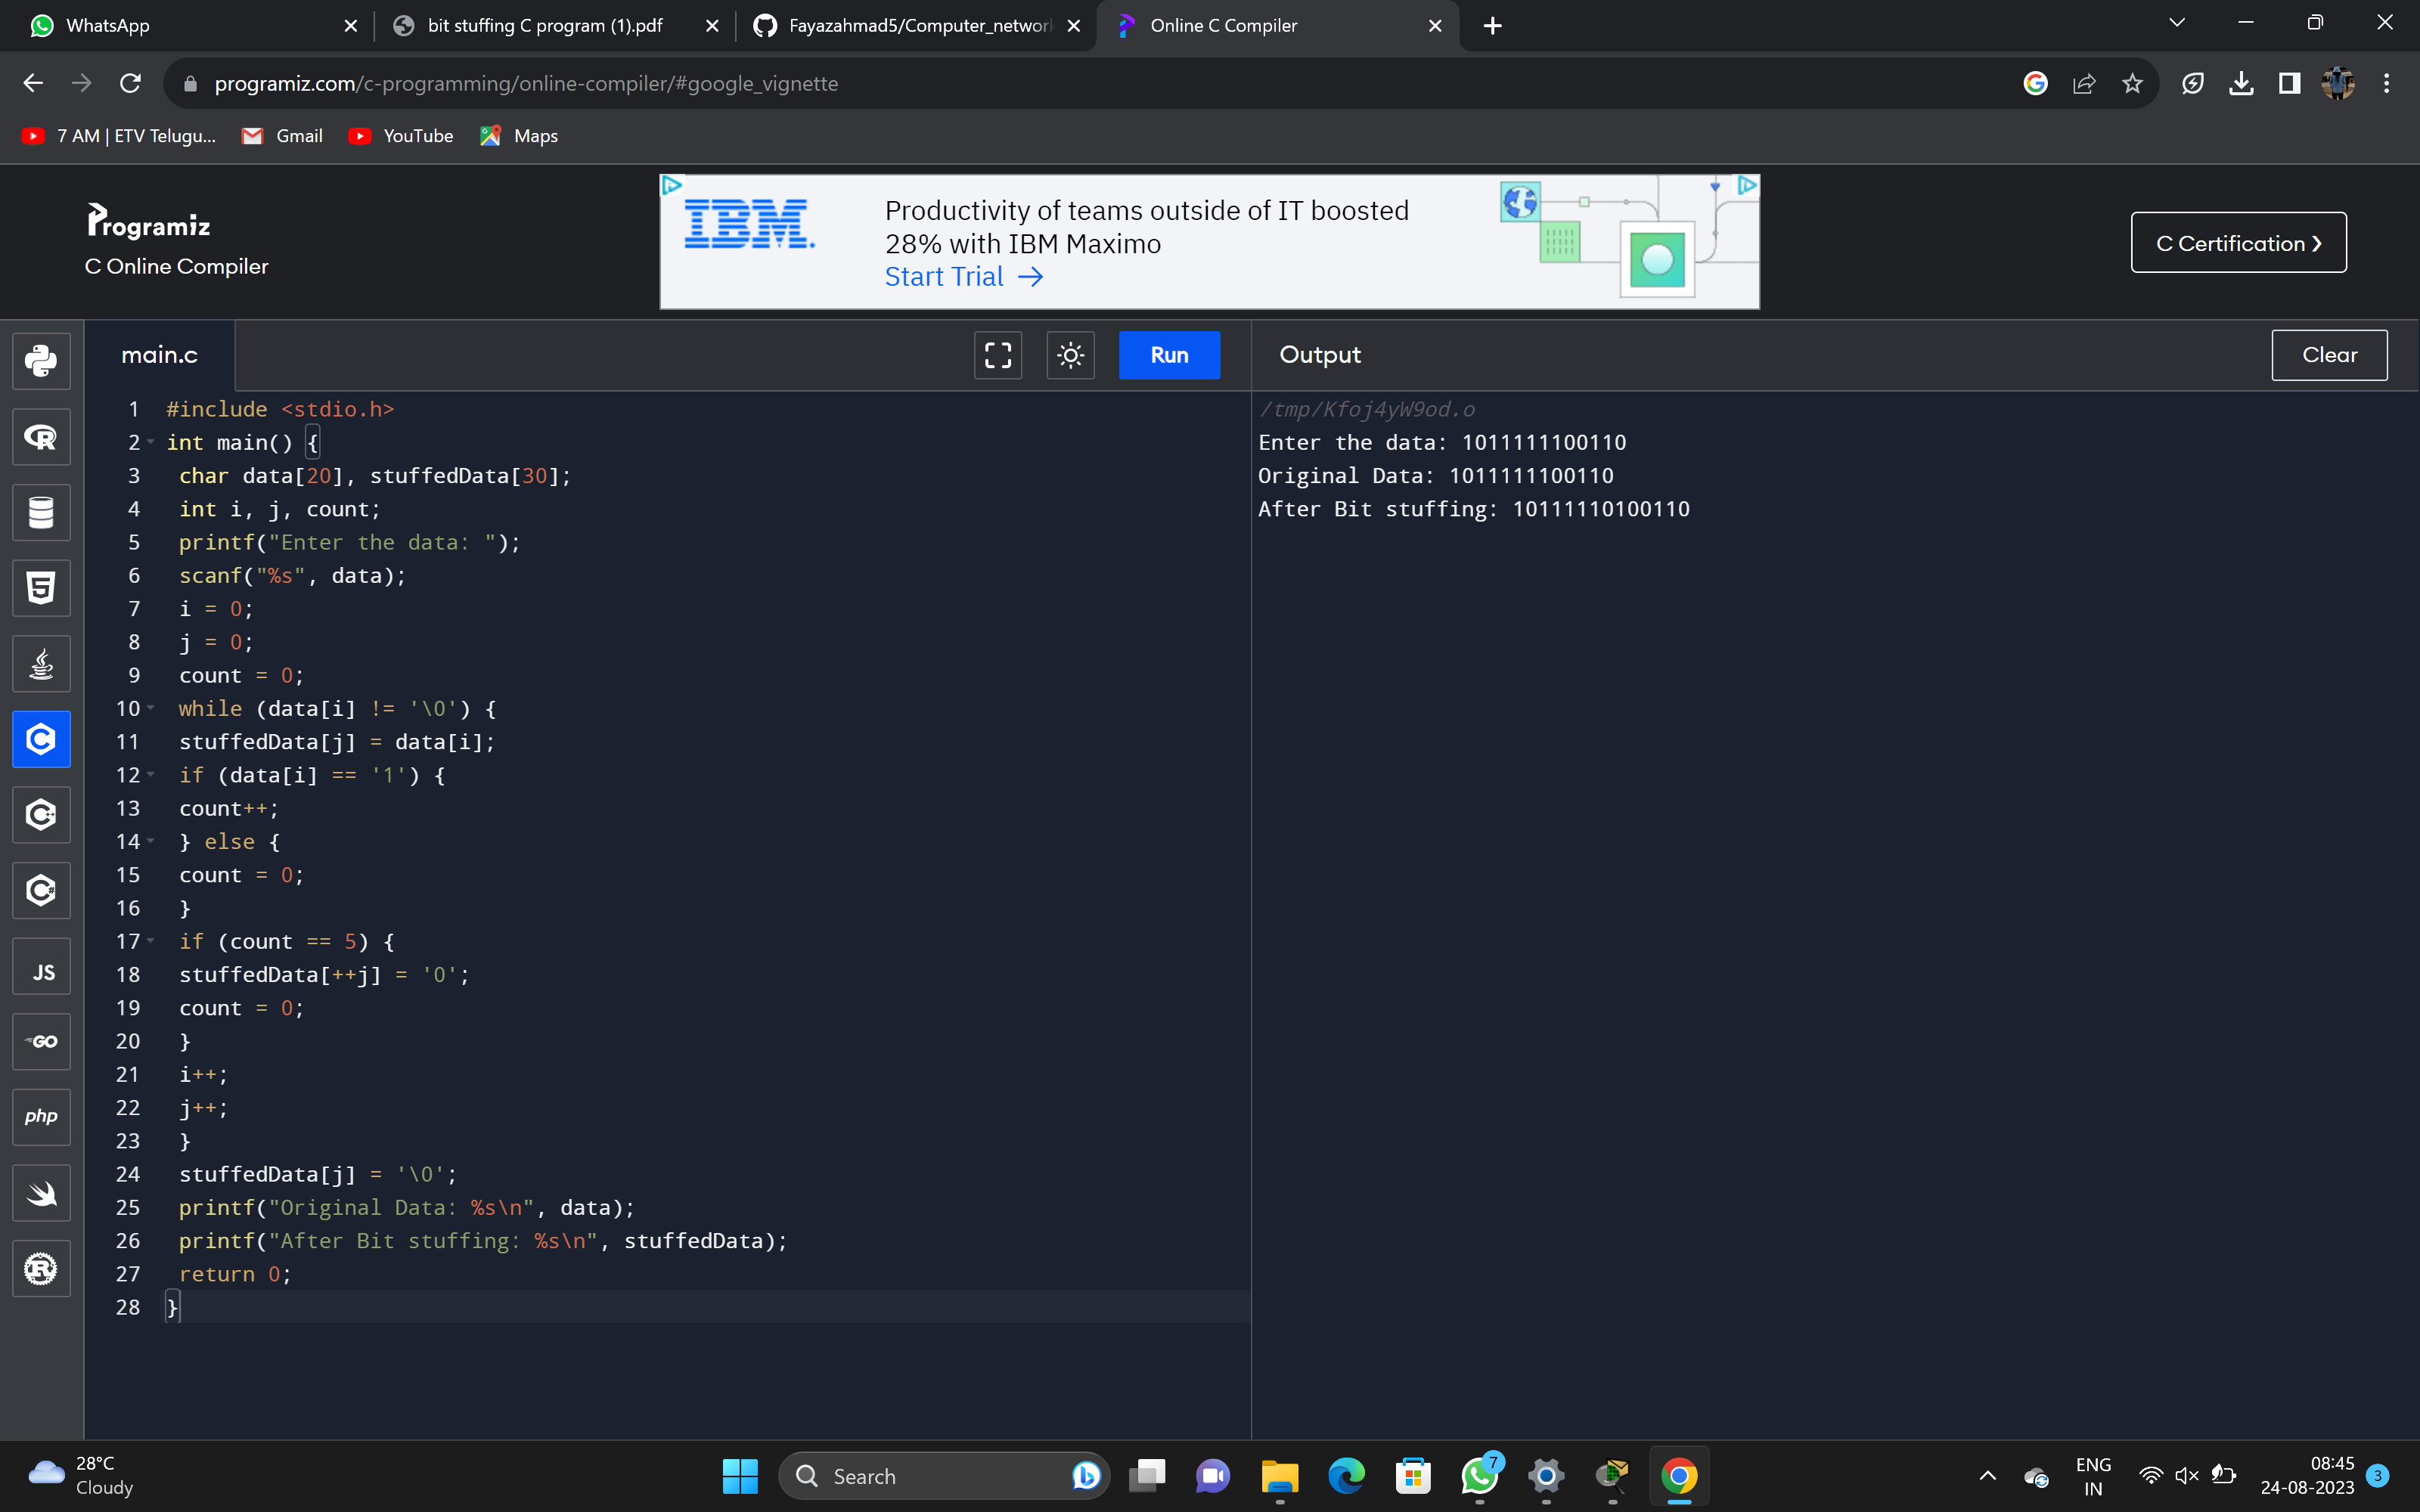 WhatsApp
bit stuffing C program (1).pdf
Fayazahmad5/Computer_networ
Online C Compiler
programiz.com/c-programming/online-compiler/#google_vignette
7 AM | ETV Telugu...
Gmail
YouTube
Maps
Programiz
C Online Compiler
IBM.
Productivity of teams outside of IT boosted
28% with IBM Maximo
Start Trial →
C Certification ❯
main.c
Run
Output
Clear
1 #include <stdio.h>
2 int main() {
3 char data[20], stuffedData[30];
4 int i, j, count;
5 printf("Enter the data: ");
6 scanf("%s", data);
7 i = 0;
8 j = 0;
9 count = 0;
10 while (data[i] != '\0') {
11 stuffedData[j] = data[i];
12 if (data[i] == '1') {
13 count++;
14 } else {
15 count = 0;
16 }
17 if (count == 5) {
18 stuffedData[++j] = '0';
19 count = 0;
20 }
21 i++;
22 j++;
23 }
24 stuffedData[j] = '\0';
25 printf("Original Data: %s\n", data);
26 printf("After Bit stuffing: %s\n", stuffedData);
27 return 0;
28 }
/tmp/Kfoj4yW9od.o
Enter the data: 1011111100110
Original Data: 1011111100110
After Bit stuffing: 10111110100110
R
5
C
C++
C#
JS
GO
php
R
28°C
Cloudy
Search
7
ENG
IN
08:45
24-08-2023
3